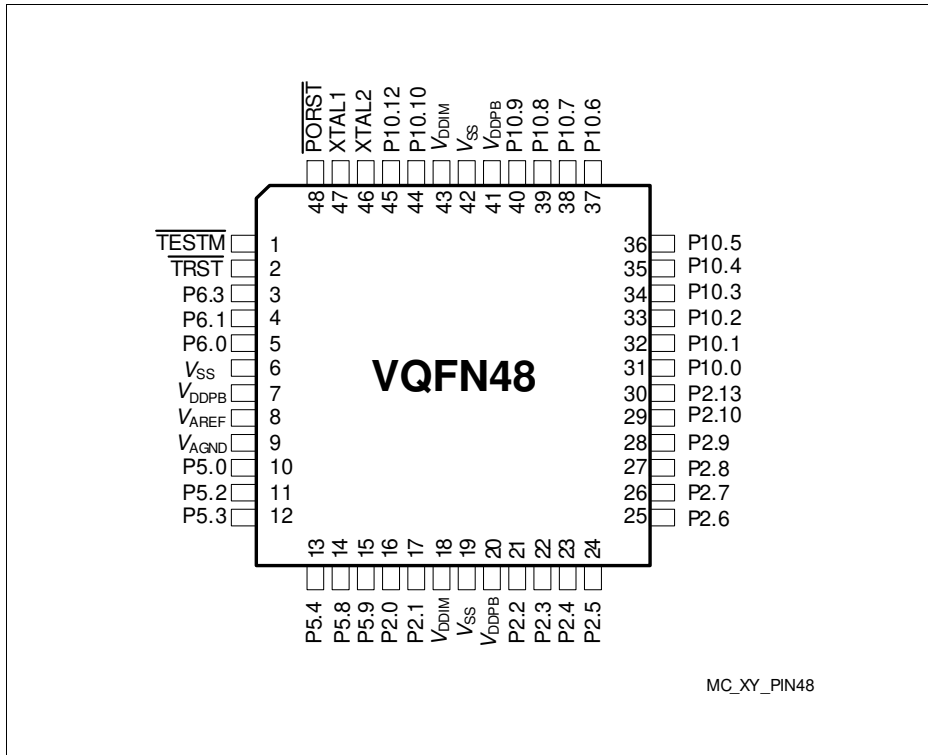 PORST
XTAL1
XTAL2
P10.12
P10.10
VDDIM
VSS
VDDPB
P10.9
P10.8
P10.7
P10.6
48
47
46
45
44
43
42
41
40
39
38
37
TESTM 1
TRST 2
P6.3 3
P6.1 4
P6.0 5
VSS 6
VDDPB 7
VAREF 8
VAGND 9
P5.0 10
P5.2 11
P5.3 12
VQFN48
36 P10.5
35 P10.4
34 P10.3
33 P10.2
32 P10.1
31 P10.0
30 P2.13
29 P2.10
28 P2.9
27 P2.8
26 P2.7
25 P2.6
13
14
15
16
17
18
19
20
21
22
23
24
P5.4
P5.8
P5.9
P2.0
P2.1
VDDIM
VSS
VDDPB
P2.2
P2.3
P2.4
P2.5
MC_XY_PIN48